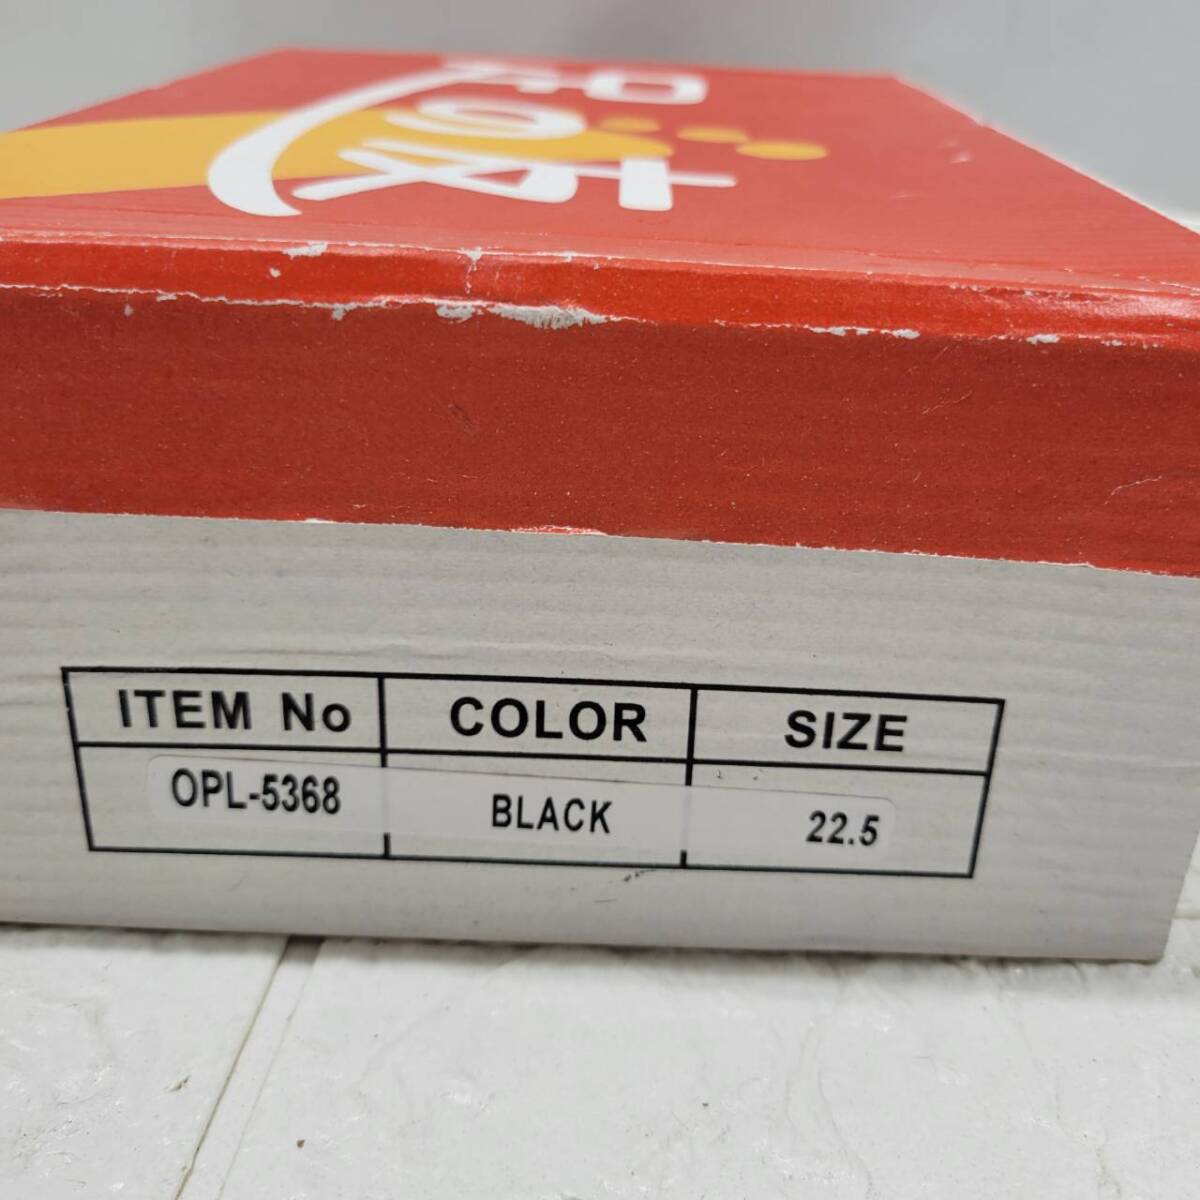 ITEM No COLOR SIZE
OPL-5368 BLACK 22.5